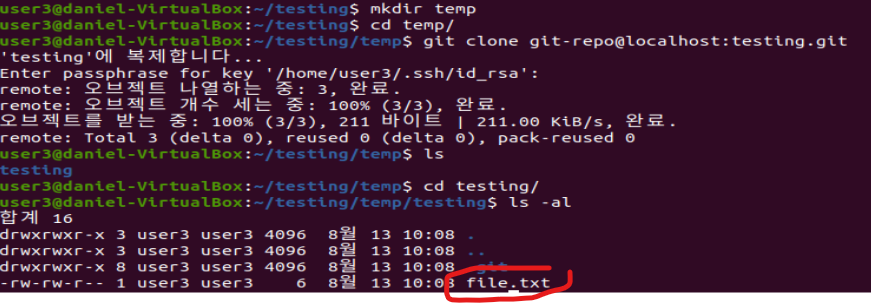 user3@daniel-VirtualBox:~/testing$ mkdir temp
user3@daniel-VirtualBox:~/testing$ cd temp/
user3@daniel-VirtualBox:~/testing/temp$ git clone git-repo@localhost:testing.git
'testing'에 복제합니다...
Enter passphrase for key '/home/user3/.ssh/id_rsa':
remote: 오브젝트 나열하는 중: 3, 완료.
remote: 오브젝트 개수 세는 중: 100% (3/3), 완료.
오브젝트를 받는 중: 100% (3/3), 211 바이트 | 211.00 KiB/s, 완료.
remote: Total 3 (delta 0), reused 0 (delta 0), pack-reused 0
user3@daniel-VirtualBox:~/testing/temp$ ls
testing
user3@daniel-VirtualBox:~/testing/temp$ cd testing/
user3@daniel-VirtualBox:~/testing/temp/testing$ ls -al
합계 16
drwxrwxr-x 3 user3 user3 4096  8월 13 10:08 .
drwxrwxr-x 3 user3 user3 4096  8월 13 10:08 ..
drwxrwxr-x 8 user3 user3 4096  8월 13 10:08 .git
-rw-rw-r-- 1 user3 user3    6  8월 13 10:08 file.txt